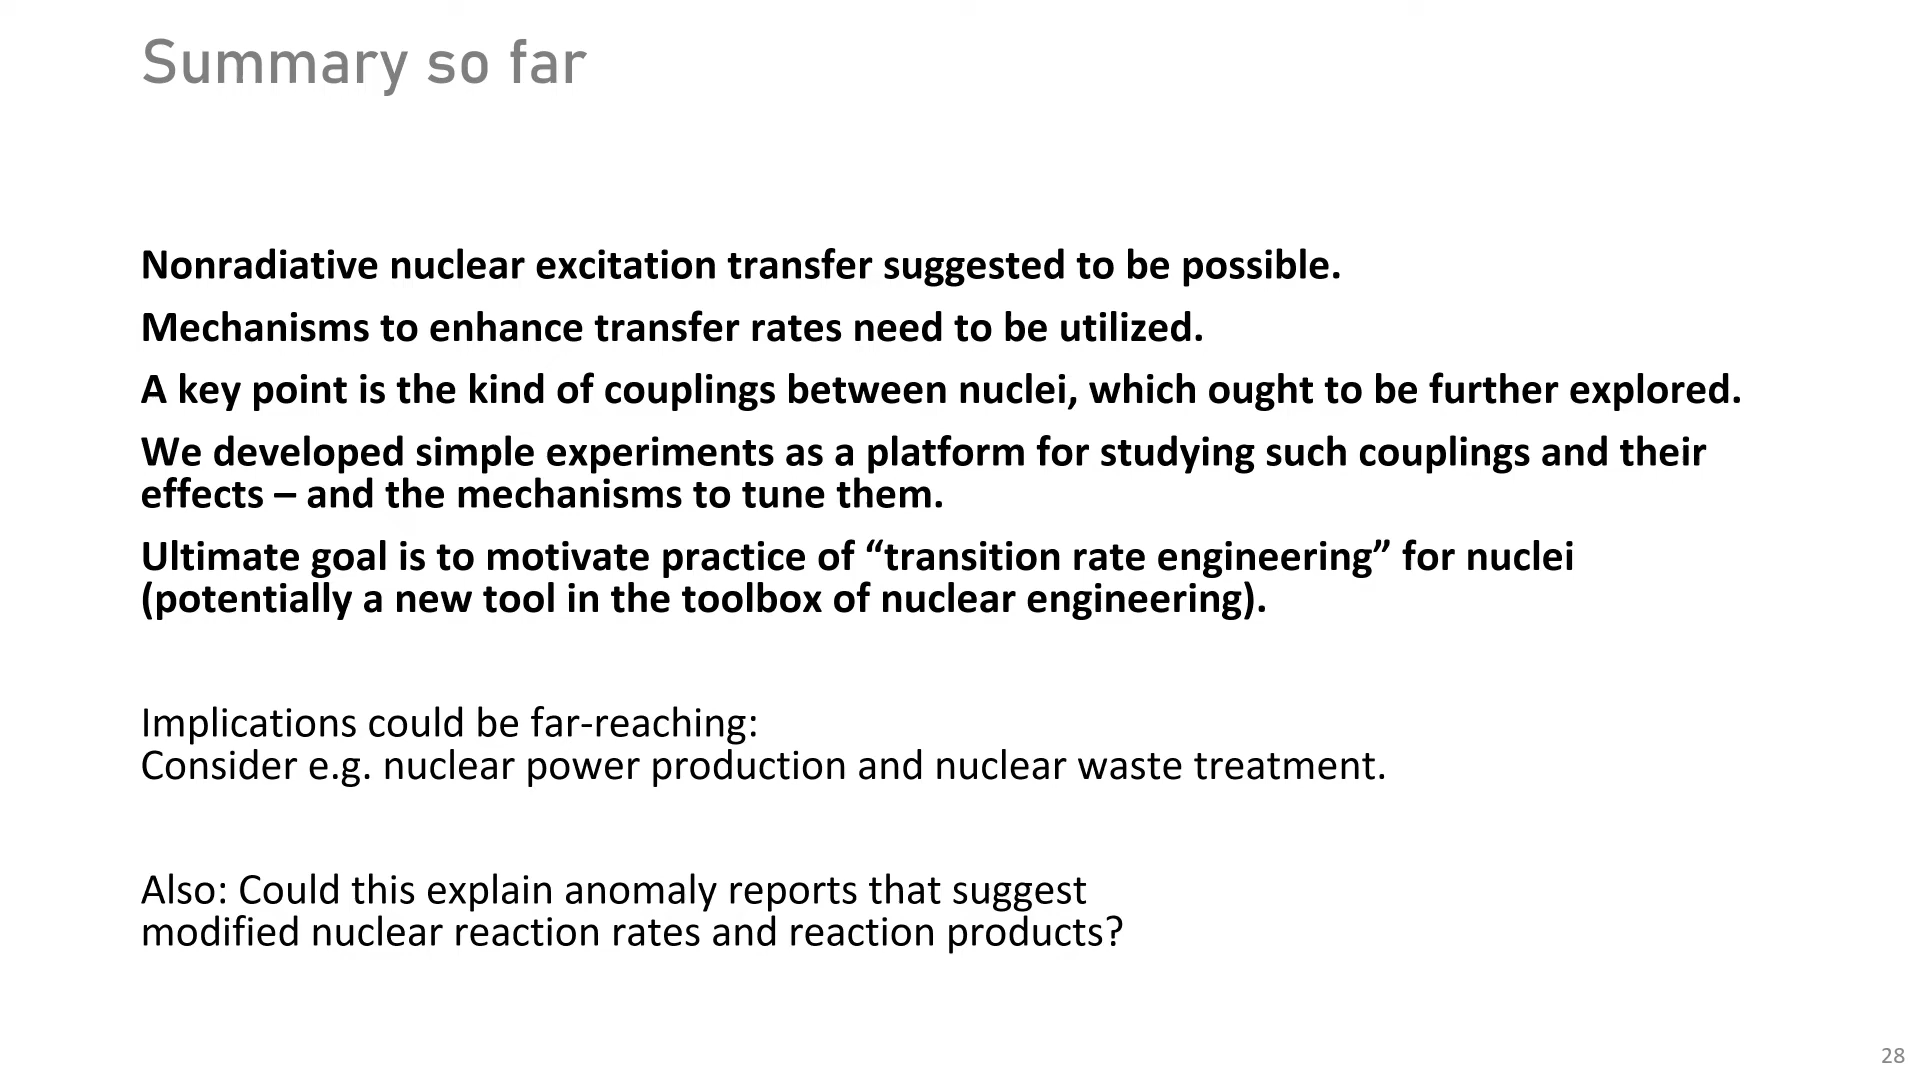 Summary so far
Nonradiative nuclear excitation transfer suggested to be possible.
Mechanisms to enhance transfer rates need to be utilized.
A key point is the kind of couplings between nuclei, which ought to be further explored.
We developed simple experiments as a platform for studying such couplings and their
effects – and the mechanisms to tune them.
Ultimate goal is to motivate practice of “transition rate engineering” for nuclei
(potentially a new tool in the toolbox of nuclear engineering).
Implications could be far-reaching:
Consider e.g. nuclear power production and nuclear waste treatment.
Also: Could this explain anomaly reports that suggest
modified nuclear reaction rates and reaction products?
28